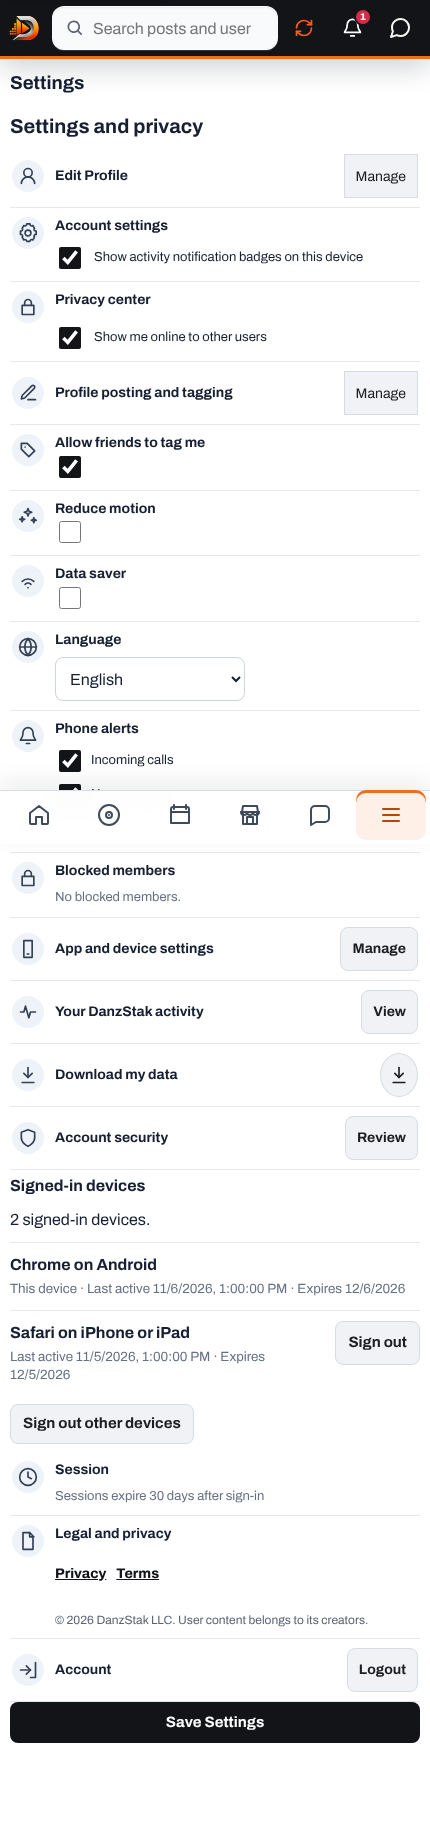 Search posts and user
1
Settings
Settings and privacy
Edit Profile
Manage
Account settings
Show activity notification badges on this device
Privacy center
Show me online to other users
Profile posting and tagging
Manage
Allow friends to tag me
Reduce motion
Data saver
Language
English
Phone alerts
Incoming calls
Blocked members
No blocked members.
App and device settings
Manage
Your DanzStak activity
View
Download my data
Account security
Review
Signed-in devices
2 signed-in devices.
Chrome on Android
This device · Last active 11/6/2026, 1:00:00 PM · Expires 12/6/2026
Safari on iPhone or iPad
Sign out
Last active 11/5/2026, 1:00:00 PM · Expires
12/5/2026
Sign out other devices
Session
Sessions expire 30 days after sign-in
Legal and privacy
Privacy Terms
© 2026 DanzStak LLC. User content belongs to its creators.
Account
Logout
Save Settings